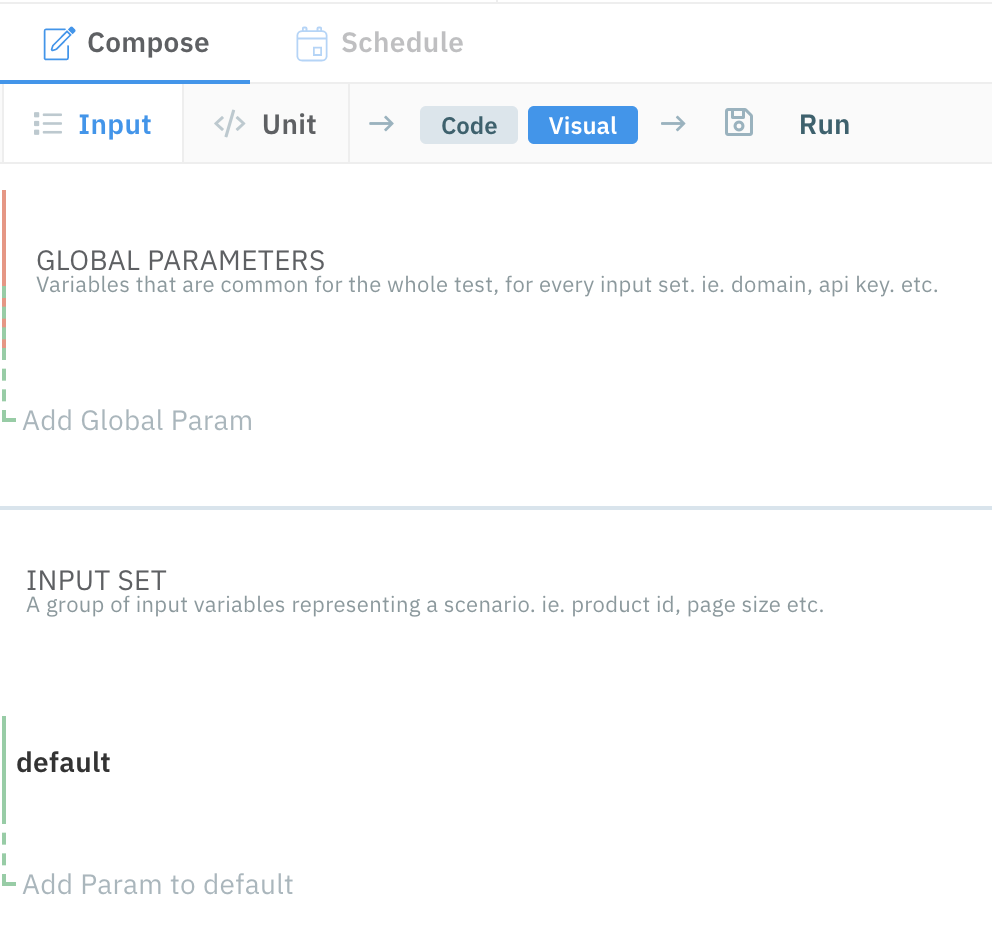 Compose
Schedule
Input
Unit
Code
Visual
Run
GLOBAL PARAMETERS
Variables that are common for the whole test, for every input set. ie. domain, api key. etc.
Add Global Param
INPUT SET
A group of input variables representing a scenario. ie. product id, page size etc.
default
Add Param to default